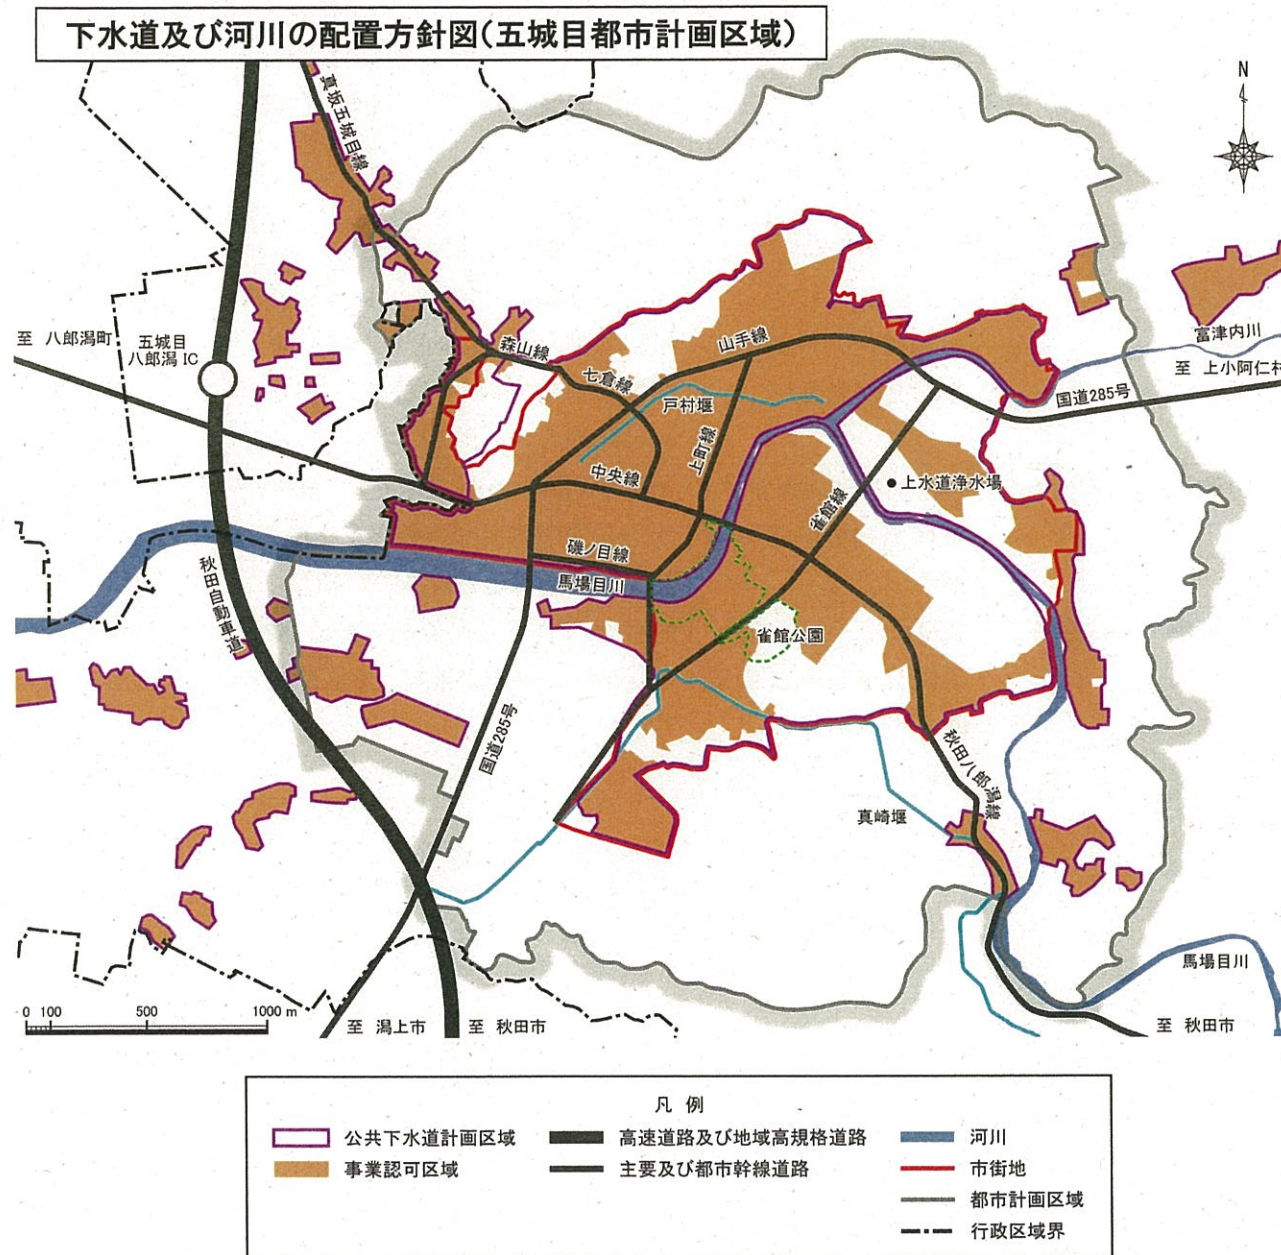 下水道及び河川の配置方針図(五城目都市計画区域)
N
真坂五城目線
至 八郎潟町
五城目
八郎潟 IC
森山線
七倉線
山手線
戸村堰
上町線
中央線
富津内川
至 上小阿仁村
国道285号
上水道浄水場
雀館線
磯ノ目線
馬場目川
秋田自動車道
雀館公園
国道285号
秋田八郎潟線
真崎堰
馬場目川
0 100 500 1000 m
至 潟上市
至 秋田市
至 秋田市
凡 例
公共下水道計画区域
事業認可区域
高速道路及び地域高規格道路
主要及び都市幹線道路
河川
市街地
都市計画区域
行政区域界